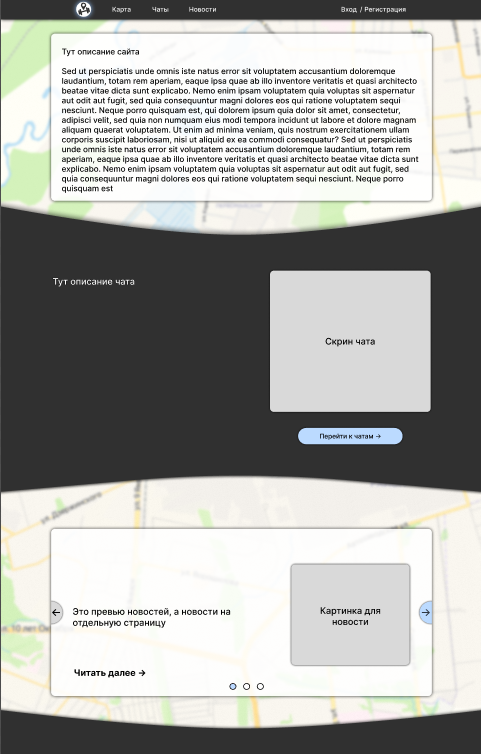 Карта Чаты Новости Вход / Регистрация
Тут описание сайта
Sed ut perspiciatis unde omnis iste natus error sit voluptatem accusantium doloremque
laudantium, totam rem aperiam, eaque ipsa quae ab illo inventore veritatis et quasi architecto
beatae vitae dicta sunt explicabo. Nemo enim ipsam voluptatem quia voluptas sit aspernatur
aut odit aut fugit, sed quia consequuntur magni dolores eos qui ratione voluptatem sequi
nesciunt. Neque porro quisquam est, qui dolorem ipsum quia dolor sit amet, consectetur,
adipisci velit, sed quia non numquam eius modi tempora incidunt ut labore et dolore magnam
aliquam quaerat voluptatem. Ut enim ad minima veniam, quis nostrum exercitationem ullam
corporis suscipit laboriosam, nisi ut aliquid ex ea commodi consequatur? Sed ut perspiciatis
unde omnis iste natus error sit voluptatem accusantium doloremque laudantium, totam rem
aperiam, eaque ipsa quae ab illo inventore veritatis et quasi architecto beatae vitae dicta sunt
explicabo. Nemo enim ipsam voluptatem quia voluptas sit aspernatur aut odit aut fugit, sed
quia consequuntur magni dolores eos qui ratione voluptatem sequi nesciunt. Neque porro
quisquam est
Тут описание чата
Скрин чата
Перейти к чатам →
ул. Дзержинского
ул. 10 лет
Это превью новостей, а новости на
отдельную страницу
Картинка для
новости
Читать далее →